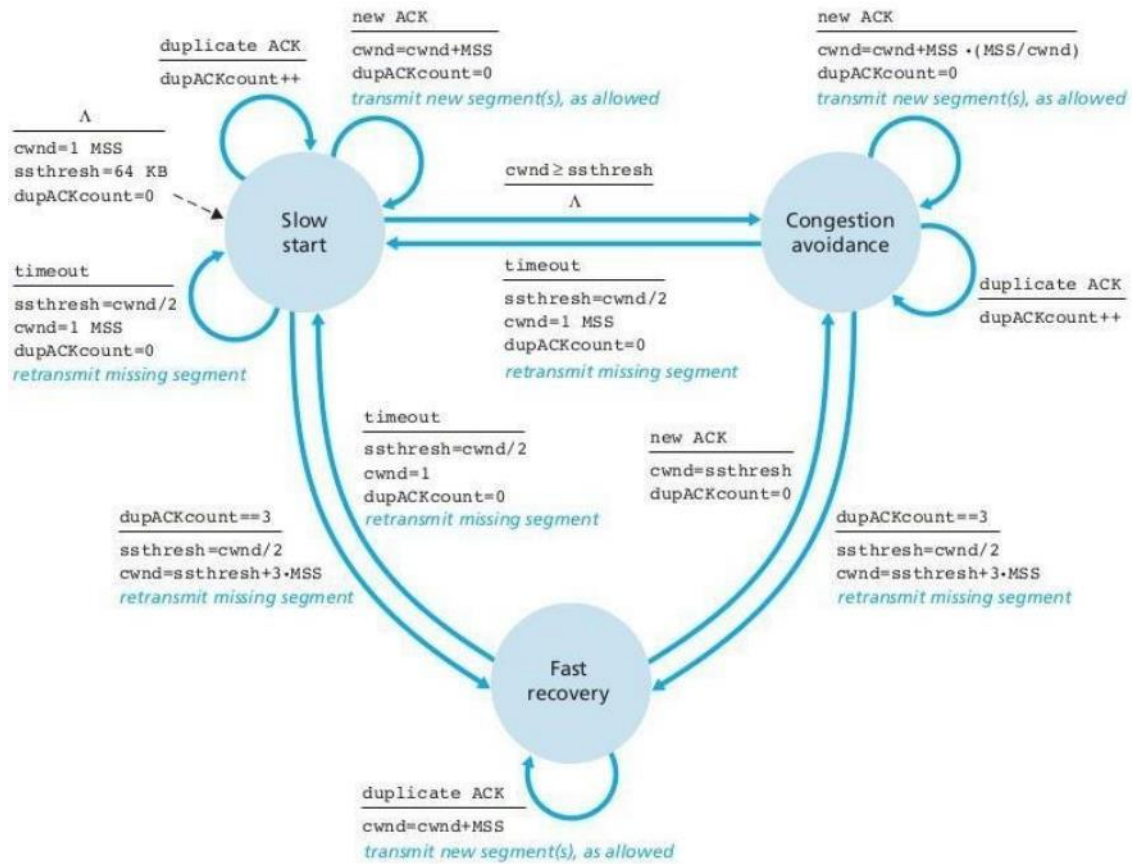 new ACK
cwnd=cwnd+MSS
dupACKcount=0
transmit new segment(s), as allowed
new ACK
cwnd=cwnd+MSS •(MSS/cwnd)
dupACKcount=0
transmit new segment(s), as allowed
duplicate ACK
dupACKcount++
Λ
cwnd=1 MSS
ssthresh=64 KB
dupACKcount=0
Slow
start
cwnd≥ssthresh
Λ
Congestion
avoidance
timeout
ssthresh=cwnd/2
cwnd=1 MSS
dupACKcount=0
retransmit missing segment
timeout
ssthresh=cwnd/2
cwnd=1 MSS
dupACKcount=0
retransmit missing segment
duplicate ACK
dupACKcount++
timeout
ssthresh=cwnd/2
cwnd=1
dupACKcount=0
retransmit missing segment
new ACK
cwnd=ssthresh
dupACKcount=0
dupACKcount==3
ssthresh=cwnd/2
cwnd=ssthresh+3•MSS
retransmit missing segment
dupACKcount==3
ssthresh=cwnd/2
cwnd=ssthresh+3•MSS
retransmit missing segment
Fast
recovery
duplicate ACK
cwnd=cwnd+MSS
transmit new segment(s), as allowed